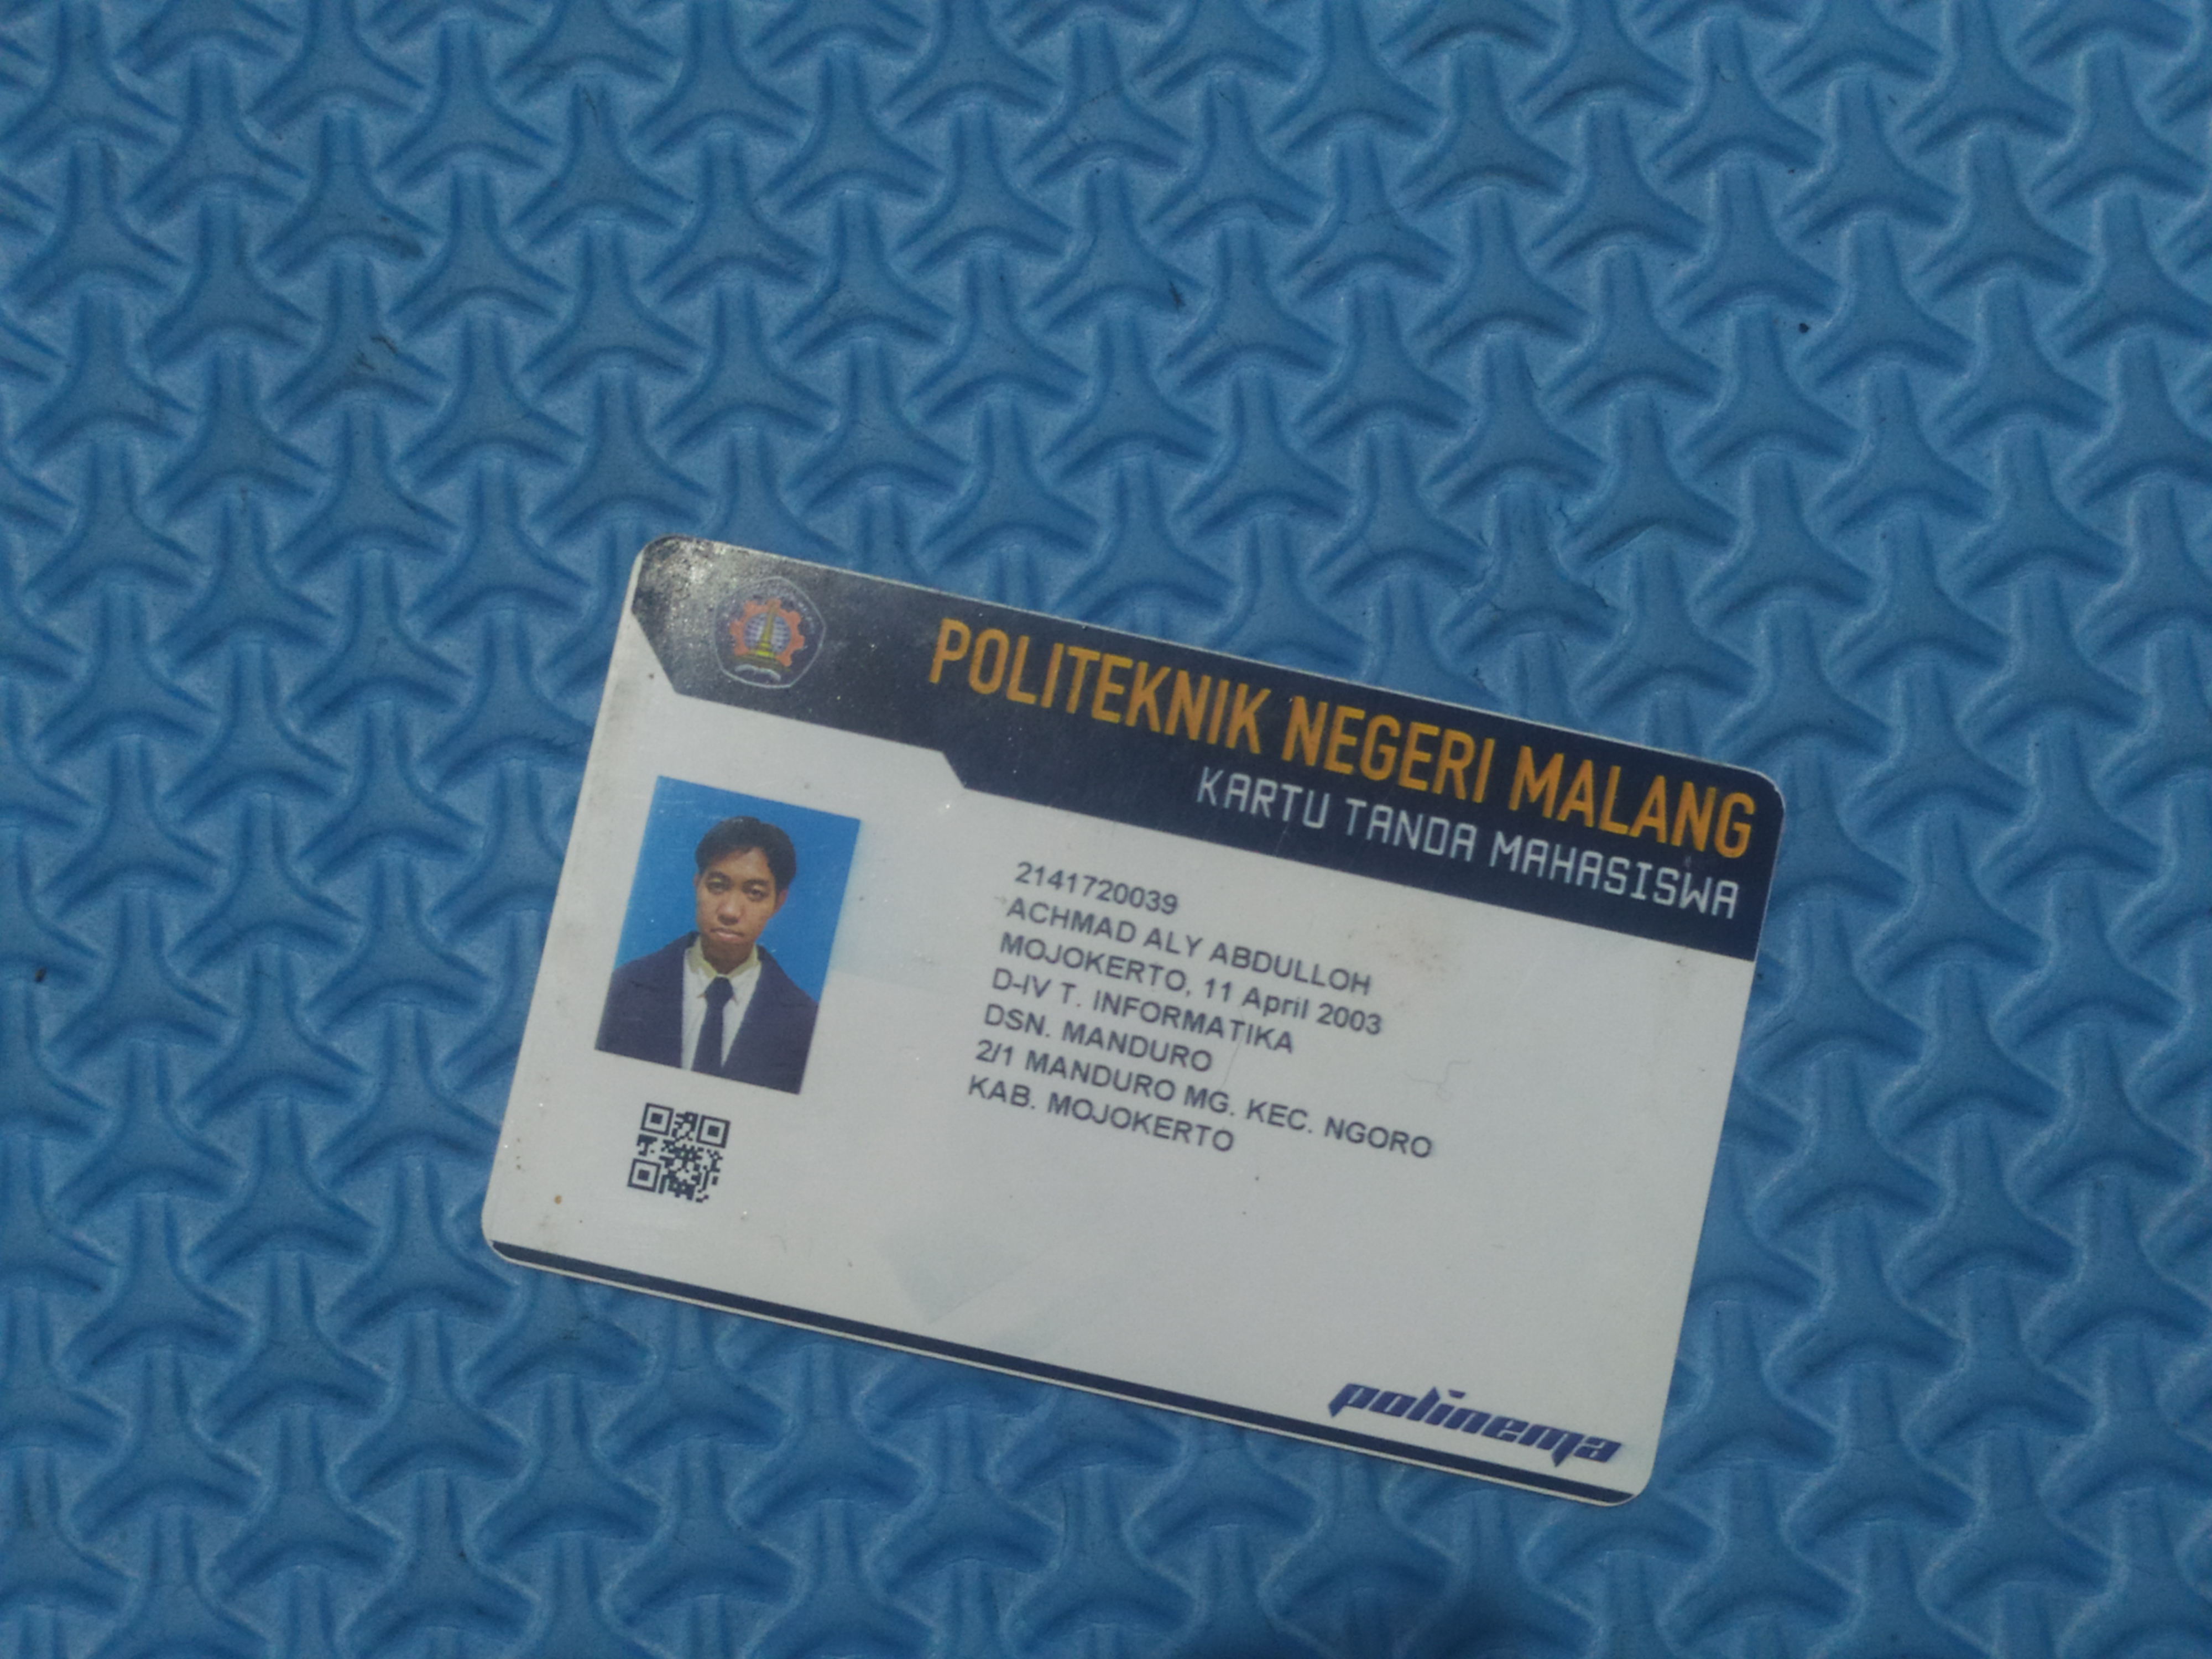 POLITEKNIK NEGERI MALANG
KARTU TANDA MAHASISWA
2141720039
ACHMAD ALY ABDULLOH
MOJOKERTO, 11 April 2003
D-IV T. INFORMATIKA
DSN. MANDURO
2/1 MANDURO MG. KEC. NGORO
KAB. MOJOKERTO
polinema